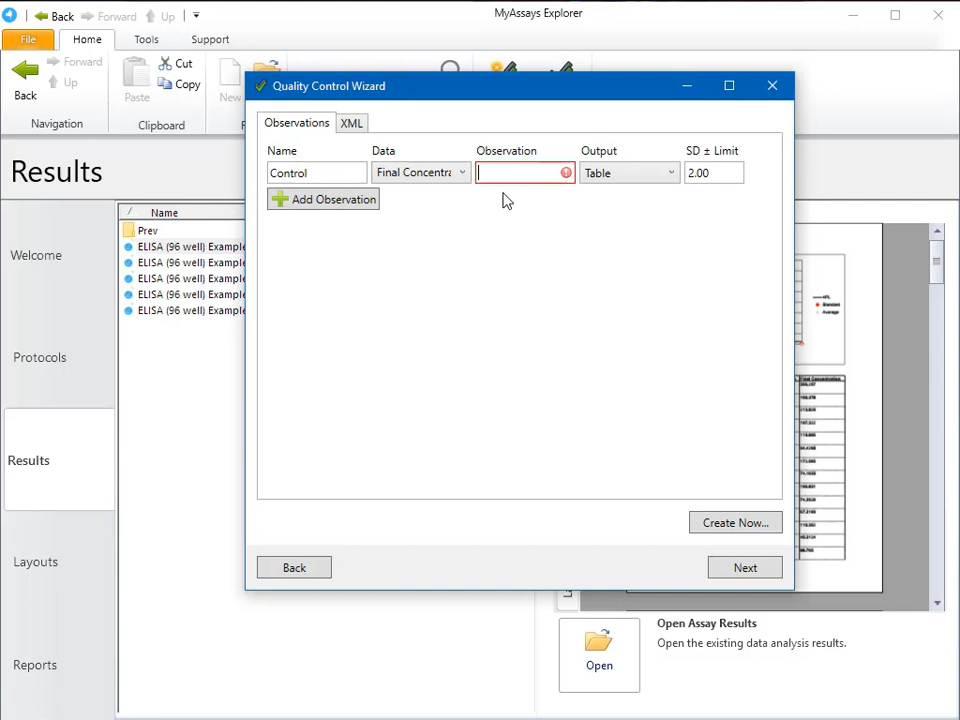 MyAssays Explorer
Back Forward Up
File Home Tools Support
Back Forward Up
Navigation
Paste Cut Copy
Clipboard
New
Results
Welcome
Protocols
Results
Layouts
Reports
Name
Prev
ELISA (96 well) Example
ELISA (96 well) Example
ELISA (96 well) Example
ELISA (96 well) Example
ELISA (96 well) Example
Quality Control Wizard
Observations XML
Name Data Observation Output SD ± Limit
Control Final Concentra Table 2.00
Add Observation
Create Now...
Back Next
Open Assay Results
Open the existing data analysis results.
Open